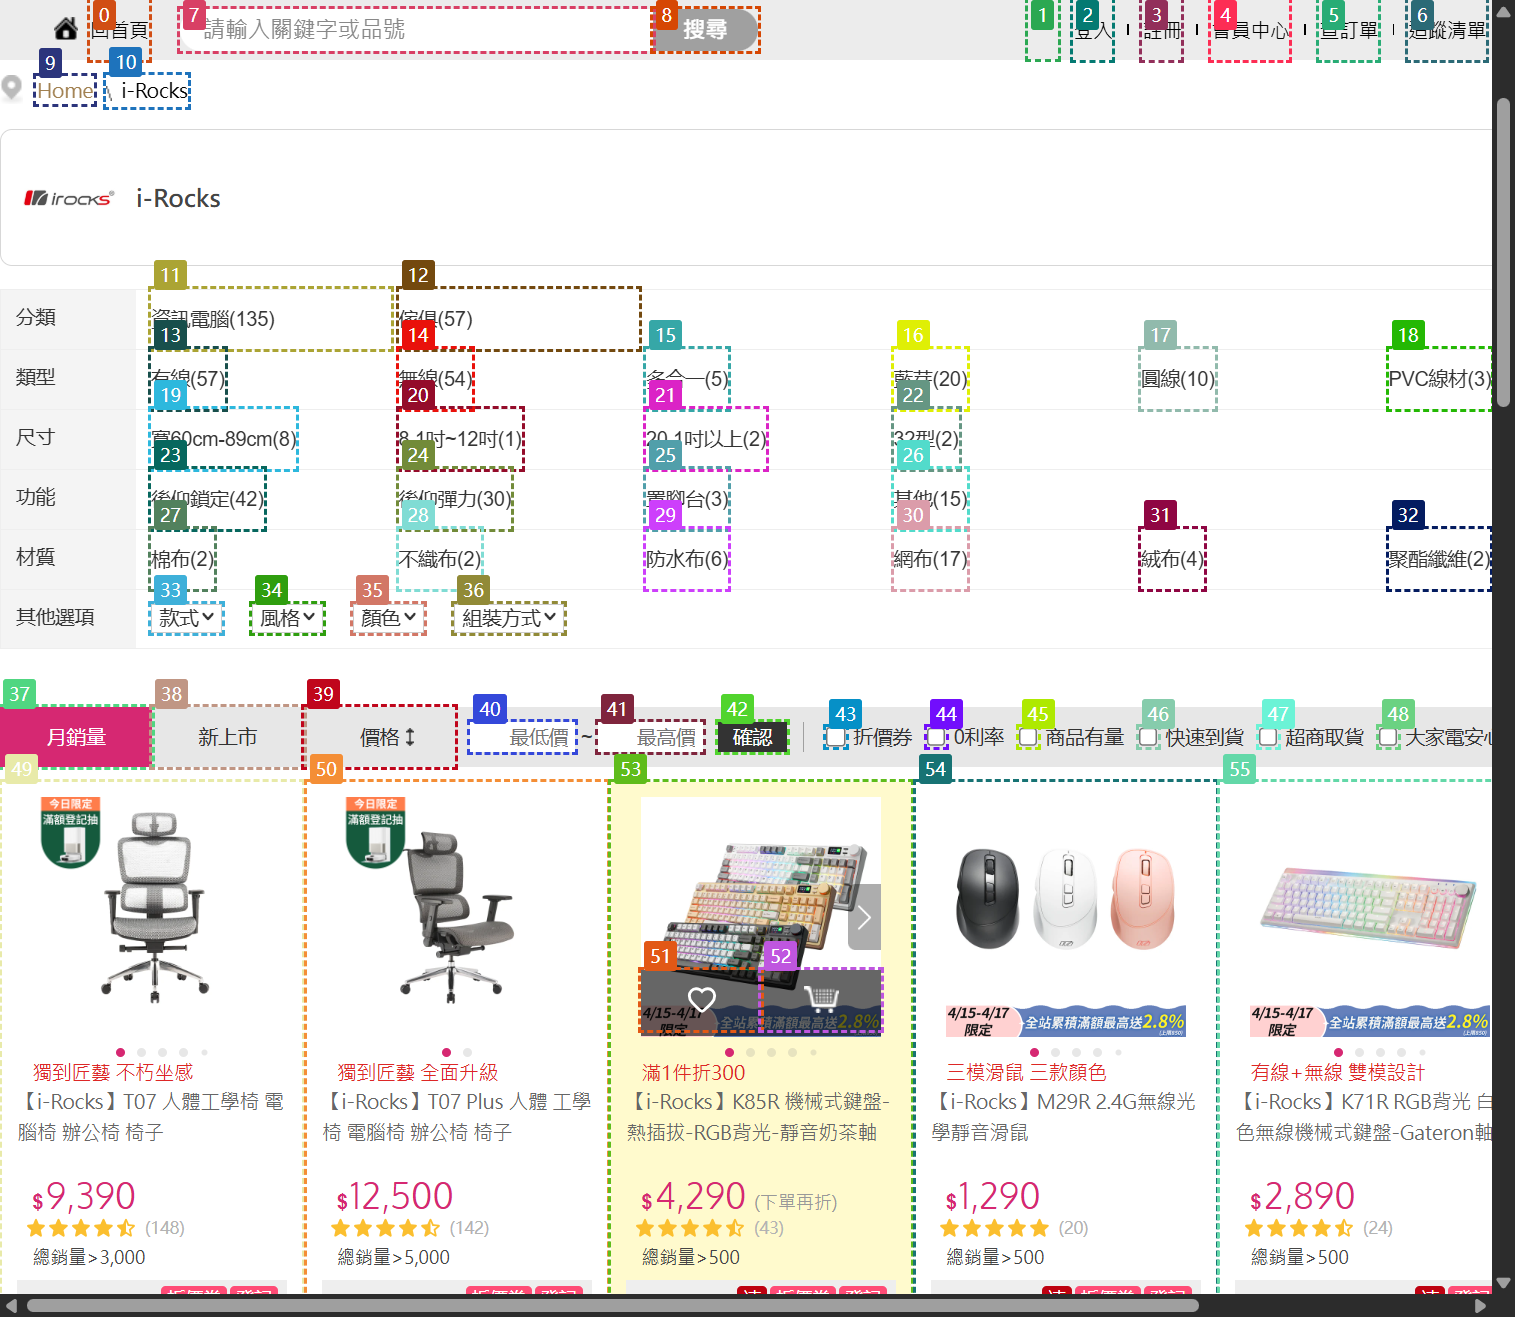 0
回首頁
7
請輸入關鍵字或品號
8
搜尋
1
2
登入
3
註冊
4
會員中心
5
查訂單
6
追蹤清單
9
Home
\
10
i-Rocks
irocks
i-Rocks
分類
11
資訊電腦(135)
12
傢俱(57)
類型
13
有線(57)
14
無線(54)
15
多合一(5)
16
藍芽(20)
17
圓線(10)
18
PVC線材(3)
尺寸
19
寬60cm-89cm(8)
20
8.1吋~12吋(1)
21
20.1吋以上(2)
22
32型(2)
功能
23
後仰鎖定(42)
24
後仰彈力(30)
25
置腳台(3)
26
其他(15)
材質
27
棉布(2)
28
不織布(2)
29
防水布(6)
30
網布(17)
31
絨布(4)
32
聚酯纖維(2)
其他選項
33
款式
34
風格
35
顏色
36
組裝方式
37
月銷量
38
新上市
39
價格
40
最低價
~
41
最高價
42
確認
43
折價券
44
0利率
45
商品有量
46
快速到貨
47
超商取貨
48
大家電安心
49
今日限定
滿額登記抽
獨到匠藝 不朽坐感
【i-Rocks】T07 人體工學椅 電
腦椅 辦公椅 椅子
$9,390
(148)
總銷量>3,000
折價券 登記
50
今日限定
滿額登記抽
獨到匠藝 全面升級
【i-Rocks】T07 Plus 人體 工學
椅 電腦椅 辦公椅 椅子
$12,500
(142)
總銷量>5,000
折價券 登記
53
51
52
4/15-4/17
限定
全站累積滿額最高送2.8%
滿1件折300
【i-Rocks】K85R 機械式鍵盤-
熱插拔-RGB背光-靜音奶茶軸
$4,290 (下單再折)
(43)
總銷量>500
速 折價券 登記
54
4/15-4/17
限定
全站累積滿額最高送2.8%
三模滑鼠 三款顏色
【i-Rocks】M29R 2.4G無線光
學靜音滑鼠
$1,290
(20)
總銷量>500
速 折價券 登記
55
4/15-4/17
限定
全站累積滿額最高送2.8%
有線+無線 雙模設計
【i-Rocks】K71R RGB背光 白
色無線機械式鍵盤-Gateron軸
$2,890
(24)
總銷量>500
速